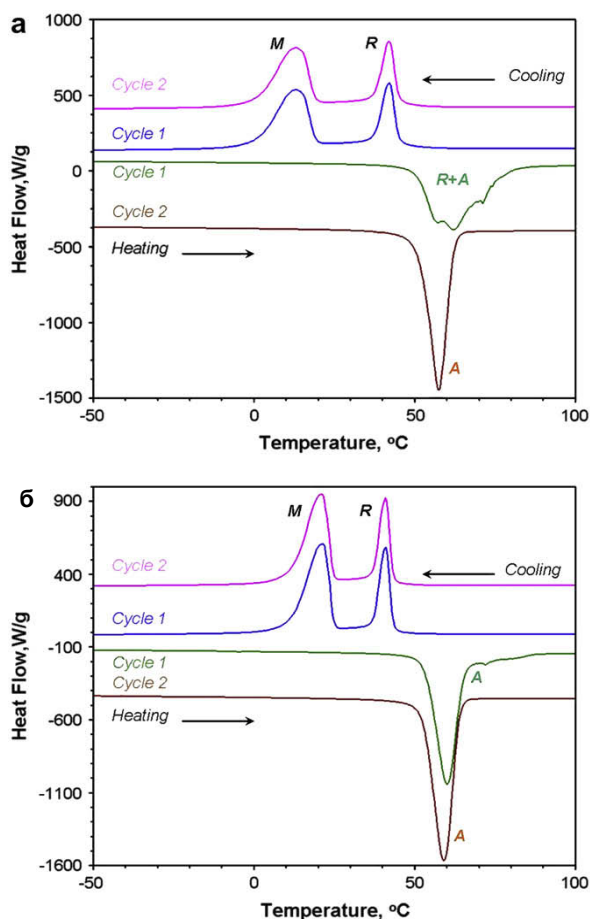 а
1000
500
0
-500
-1000
-1500
Heat Flow,W/g
M
R
Cycle 2
Cooling
Cycle 1
Cycle 1
R+A
Cycle 2
Heating
A
-50
0
50
100
Temperature, °C
б
900
400
-100
-600
-1100
-1600
Heat Flow,W/g
M
R
Cycle 2
Cooling
Cycle 1
Cycle 1
A
Cycle 2
Heating
A
-50
0
50
100
Temperature, °C